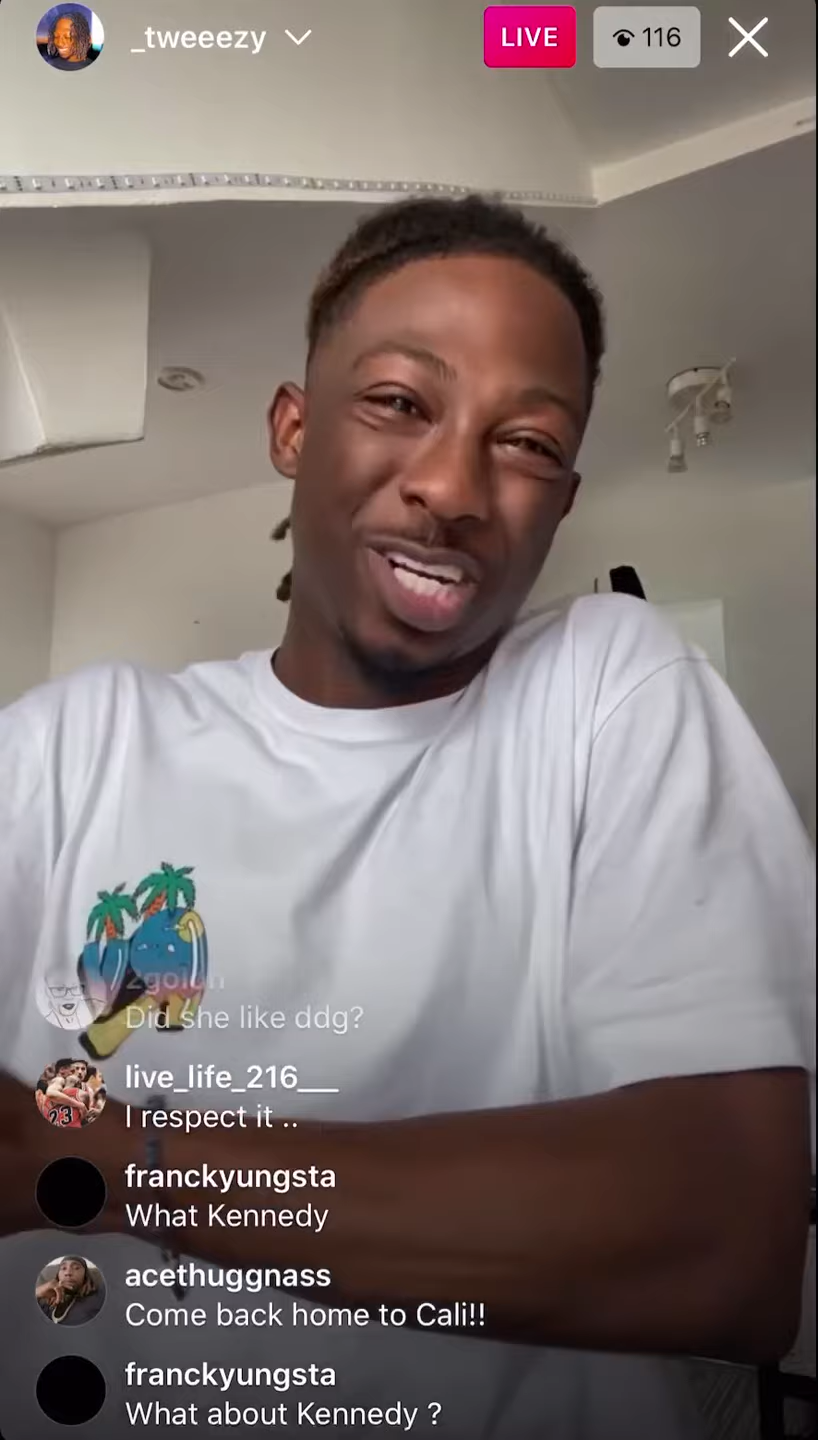 _tweeezy
LIVE
116
Did she like ddg?
live_life_216___
I respect it ..
franckyungsta
What Kennedy
acethuggnass
Come back home to Cali!!
franckyungsta
What about Kennedy ?
23